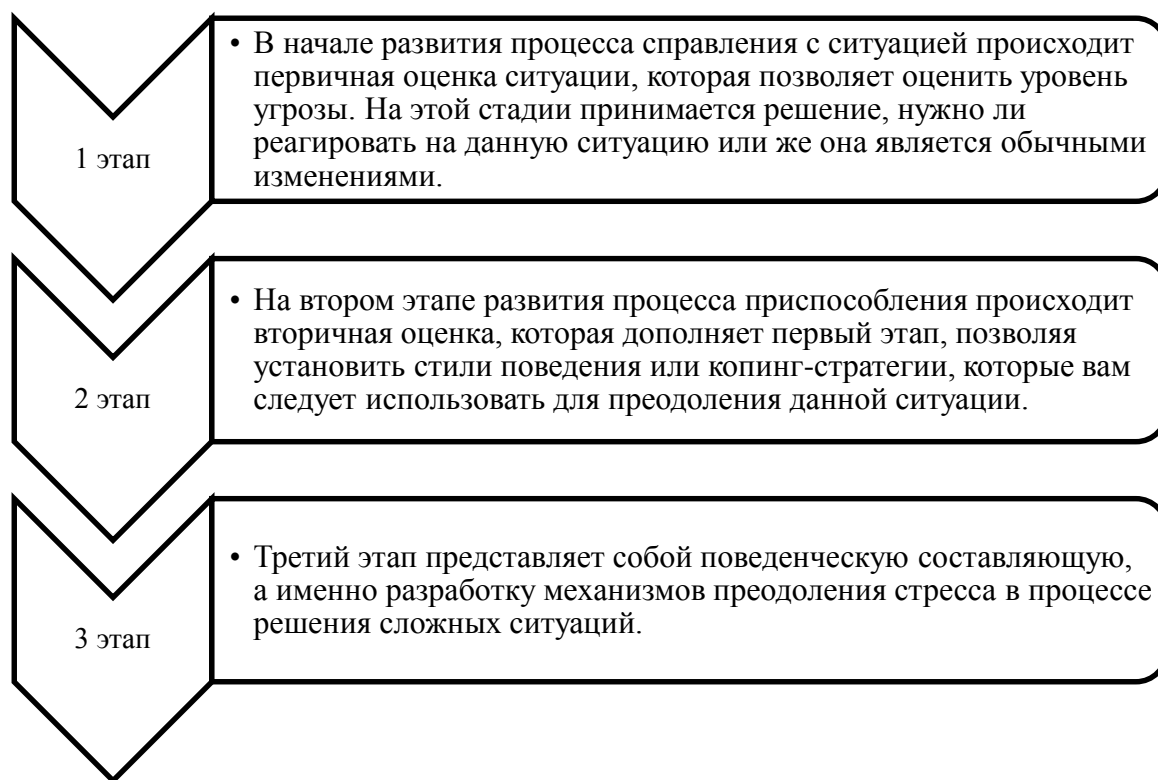 1 этап
• В начале развития процесса справления с ситуацией происходит
первичная оценка ситуации, которая позволяет оценить уровень
угрозы. На этой стадии принимается решение, нужно ли
реагировать на данную ситуацию или же она является обычными
изменениями.
2 этап
• На втором этапе развития процесса приспособления происходит
вторичная оценка, которая дополняет первый этап, позволяя
установить стили поведения или копинг-стратегии, которые вам
следует использовать для преодоления данной ситуации.
3 этап
• Третий этап представляет собой поведенческую составляющую,
а именно разработку механизмов преодоления стресса в процессе
решения сложных ситуаций.